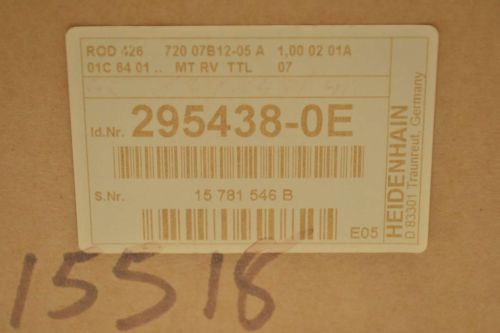 ROD 426 720 07B12-05 A 1,00 02 01A
01C 64 01 .. MT RV TTL 07
Id.Nr. 295438-0E
S.Nr. 15 781 546 B
E05
HEIDENHAIN
D 83301 Traunreut, Germany
15518